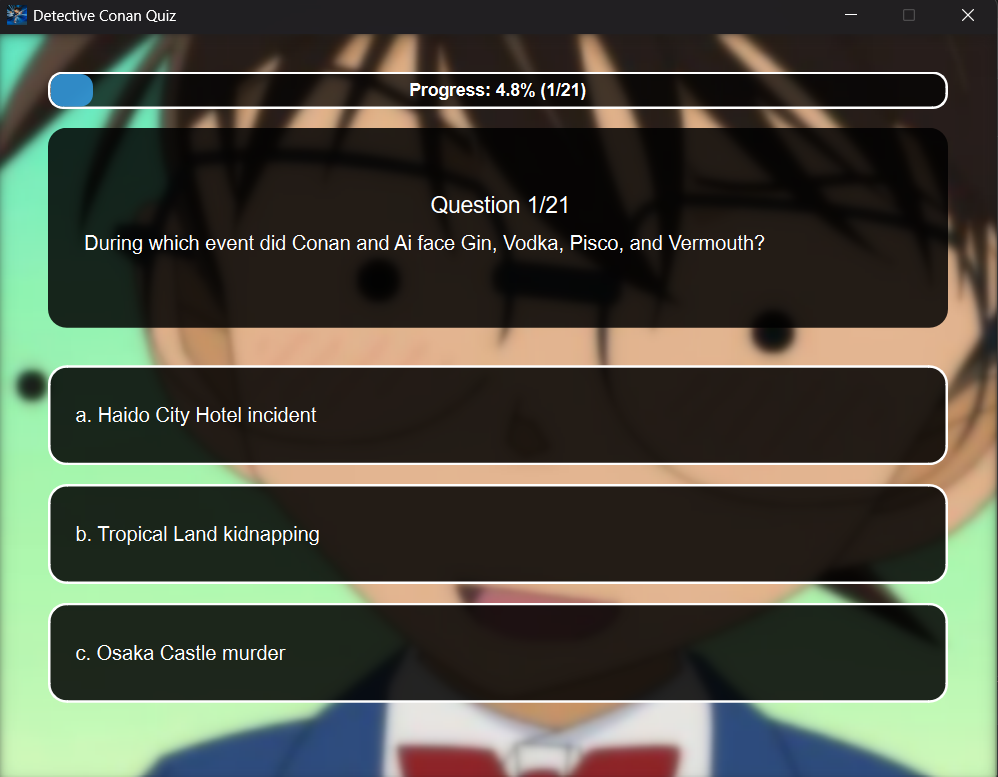 Detective Conan Quiz
Progress: 4.8% (1/21)
Question 1/21
During which event did Conan and Ai face Gin, Vodka, Pisco, and Vermouth?
a. Haido City Hotel incident
b. Tropical Land kidnapping
c. Osaka Castle murder